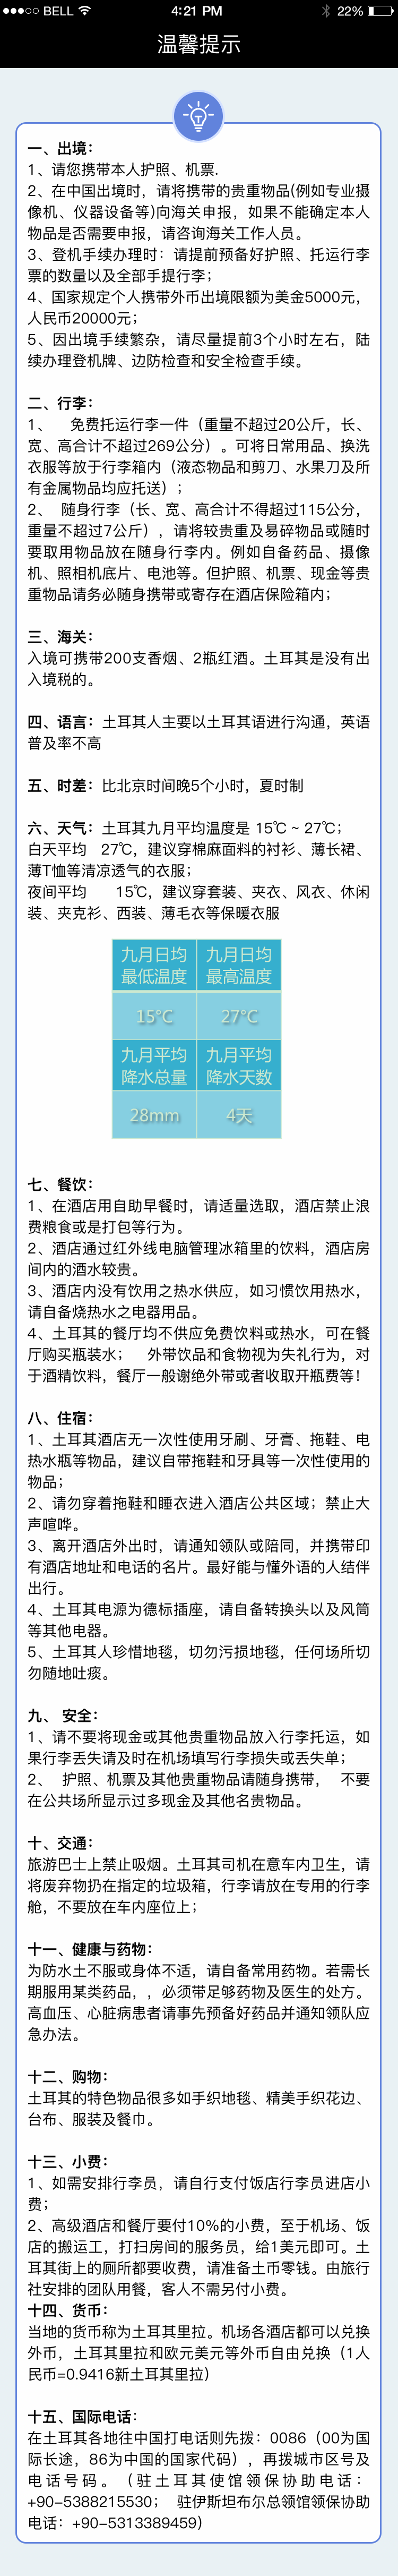 BELL 4:21 PM 22%
温馨提示
一、出境：
1、请您携带本人护照、机票.
2、在中国出境时，请将携带的贵重物品(例如专业摄
像机、仪器设备等)向海关申报，如果不能确定本人
物品是否需要申报，请咨询海关工作人员。
3、登机手续办理时：请提前预备好护照、托运行李
票的数量以及全部手提行李；
4、国家规定个人携带外币出境限额为美金5000元，
人民币20000元；
5、因出境手续繁杂，请尽量提前3个小时左右，陆
续办理登机牌、边防检查和安全检查手续。
二、行李：
1、 免费托运行李一件（重量不超过20公斤，长、
宽、高合计不超过269公分）。可将日常用品、换洗
衣服等放于行李箱内（液态物品和剪刀、水果刀及所
有金属物品均应托送）；
2、 随身行李（长、宽、高合计不得超过115公分，
重量不超过7公斤），请将较贵重及易碎物品或随时
要取用物品放在随身行李内。例如自备药品、摄像
机、照相机底片、电池等。但护照、机票、现金等贵
重物品请务必随身携带或寄存在酒店保险箱内；
三、海关：
入境可携带200支香烟、2瓶红酒。土耳其是没有出
入境税的。
四、语言：土耳其人主要以土耳其语进行沟通，英语
普及率不高
五、时差：比北京时间晚5个小时，夏时制
六、天气：土耳其九月平均温度是 15℃ ~ 27℃；
白天平均 27℃，建议穿棉麻面料的衬衫、薄长裙、
薄T恤等清凉透气的衣服；
夜间平均 15℃，建议穿套装、夹衣、风衣、休闲
装、夹克衫、西装、薄毛衣等保暖衣服
九月日均 九月日均
最低温度 最高温度
15℃ 27℃
九月平均 九月平均
降水总量 降水天数
28mm 4天
七、餐饮：
1、在酒店用自助早餐时，请适量选取，酒店禁止浪
费粮食或是打包等行为。
2、酒店通过红外线电脑管理冰箱里的饮料，酒店房
间内的酒水较贵。
3、酒店内没有饮用之热水供应，如习惯饮用热水，
请自备烧热水之电器用品。
4、土耳其的餐厅均不供应免费饮料或热水，可在餐
厅购买瓶装水； 外带饮品和食物视为失礼行为，对
于酒精饮料，餐厅一般谢绝外带或者收取开瓶费等！
八、住宿：
1、土耳其酒店无一次性使用牙刷、牙膏、拖鞋、电
热水瓶等物品，建议自带拖鞋和牙具等一次性使用的
物品；
2、请勿穿着拖鞋和睡衣进入酒店公共区域；禁止大
声喧哗。
3、离开酒店外出时，请通知领队或陪同，并携带印
有酒店地址和电话的名片。最好能与懂外语的人结伴
出行。
4、土耳其电源为德标插座，请自备转换头以及风筒
等其他电器。
5、土耳其人珍惜地毯，切勿污损地毯，任何场所切
勿随地吐痰。
九、 安全：
1、请不要将现金或其他贵重物品放入行李托运，如
果行李丢失请及时在机场填写行李损失或丢失单；
2、 护照、机票及其他贵重物品请随身携带， 不要
在公共场所显示过多现金及其他名贵物品。
十、交通：
旅游巴士上禁止吸烟。土耳其司机在意车内卫生，请
将废弃物扔在指定的垃圾箱，行李请放在专用的行李
舱，不要放在车内座位上；
十一、健康与药物：
为防水土不服或身体不适，请自备常用药物。若需长
期服用某类药品，，必须带足够药物及医生的处方。
高血压、心脏病患者请事先预备好药品并通知领队应
急办法。
十二、购物：
土耳其的特色物品很多如手织地毯、精美手织花边、
台布、服装及餐巾。
十三、小费：
1、如需安排行李员，请自行支付饭店行李员进店小
费；
2、高级酒店和餐厅要付10%的小费，至于机场、饭
店的搬运工，打扫房间的服务员，给1美元即可。土
耳其街上的厕所都要收费，请准备土币零钱。由旅行
社安排的团队用餐，客人不需另付小费。
十四、货币：
当地的货币称为土耳其里拉。机场各酒店都可以兑换
外币，土耳其里拉和欧元美元等外币自由兑换（1人
民币=0.9416新土耳其里拉）
十五、国际电话：
在土耳其各地往中国打电话则先拨：0086（00为国
际长途，86为中国的国家代码），再拨城市区号及
电话号码。（驻土耳其使馆领保协助电话：
+90-5388215530； 驻伊斯坦布尔总领馆领保协助
电话：+90-5313389459）